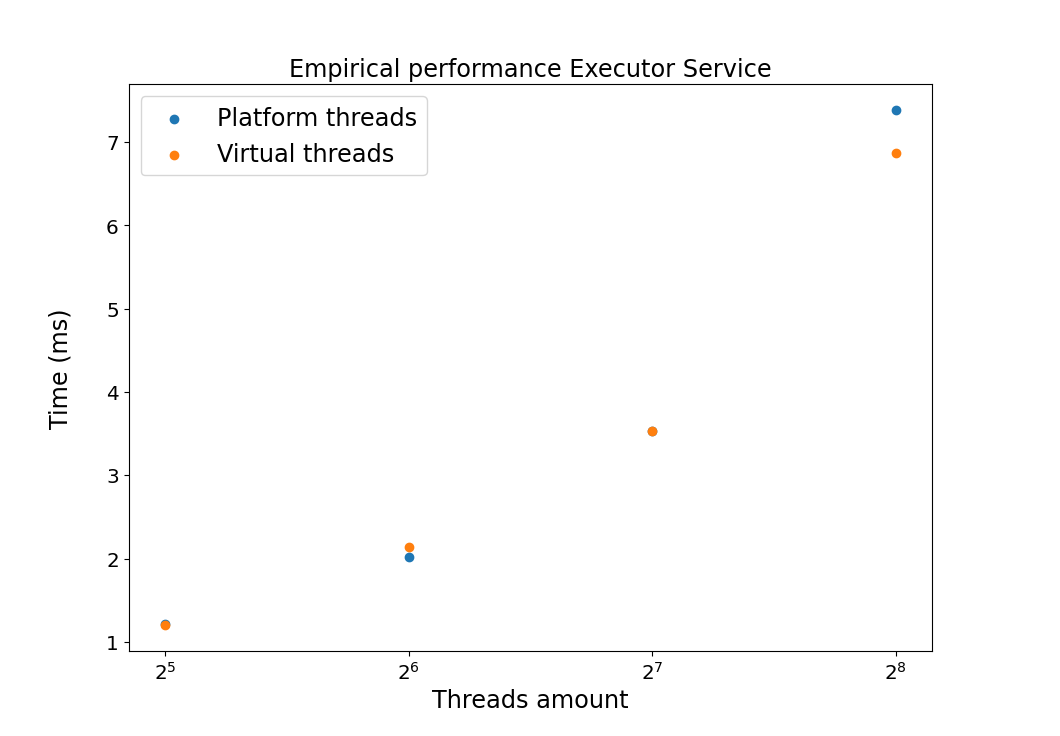 Empirical performance Executor Service
Platform threads
Virtual threads
Time (ms)
7
6
5
4
3
2
1
2⁵ 2⁶ 2⁷ 2⁸
Threads amount